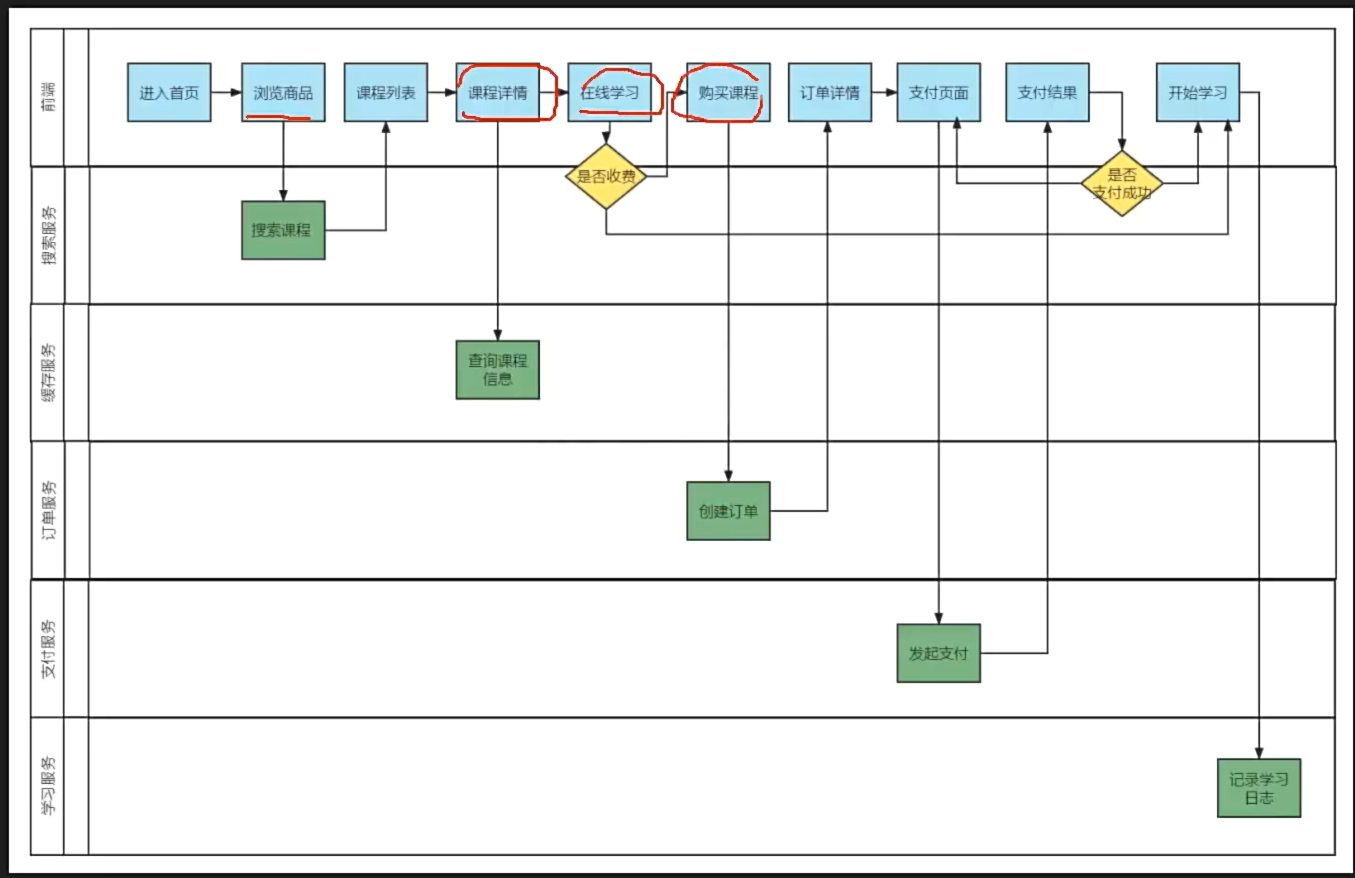 前端
进入首页
浏览商品
课程列表
课程详情
在线学习
购买课程
订单详情
支付页面
支付结果
开始学习
是否收费
是否
支付成功
搜索服务
搜索课程
缓存服务
查询课程
信息
订单服务
创建订单
支付服务
发起支付
学习服务
记录学习
日志